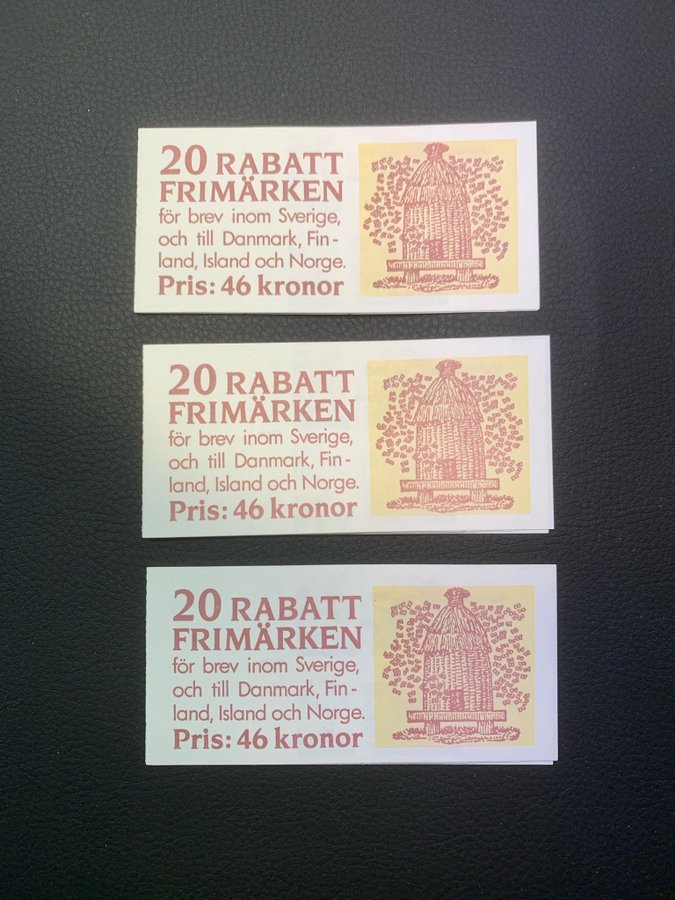 20 RABATT
FRIMÄRKEN
för brev inom Sverige,
och till Danmark, Fin-
land, Island och Norge.
Pris: 46 kronor
20 RABATT
FRIMÄRKEN
för brev inom Sverige,
och till Danmark, Fin-
land, Island och Norge.
Pris: 46 kronor
20 RABATT
FRIMÄRKEN
för brev inom Sverige,
och till Danmark, Fin-
land, Island och Norge.
Pris: 46 kronor